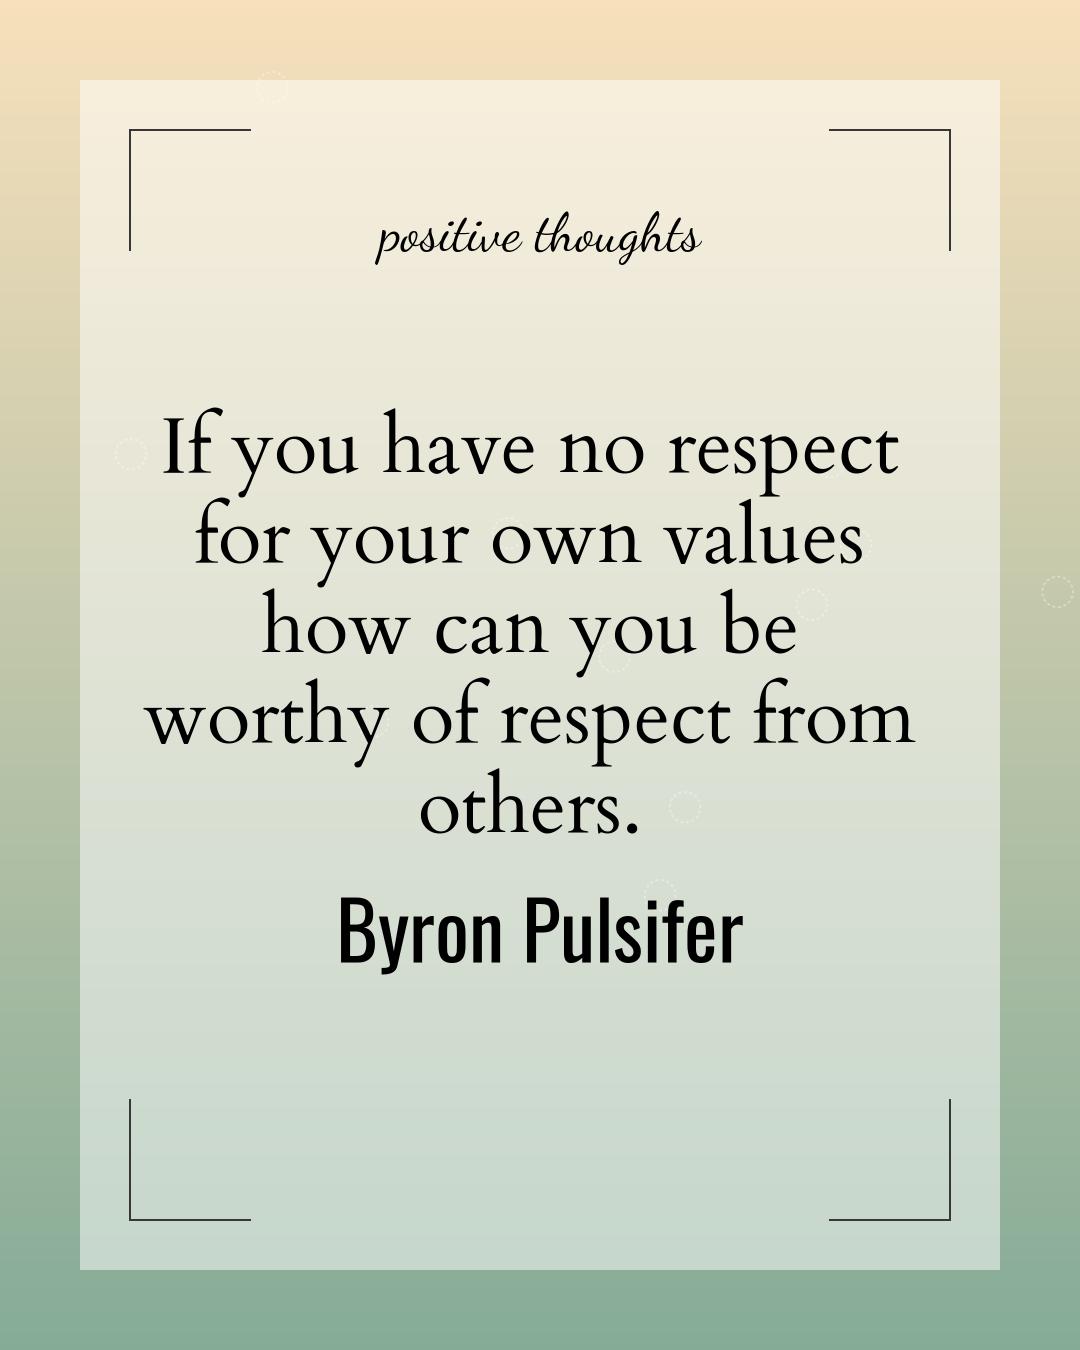 positive thoughts
If you have no respect
for your own values
how can you be
worthy of respect from
others.
Byron Pulsifer